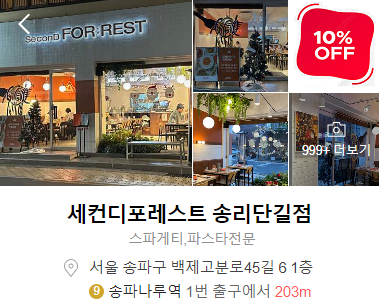 SeconD FOR:REST
10%
OFF
999+ 더보기
세컨디포레스트 송리단길점
스파게티,파스타전문
서울 송파구 백제고분로45길 6 1층
9 송파나루역 1번 출구에서 203m